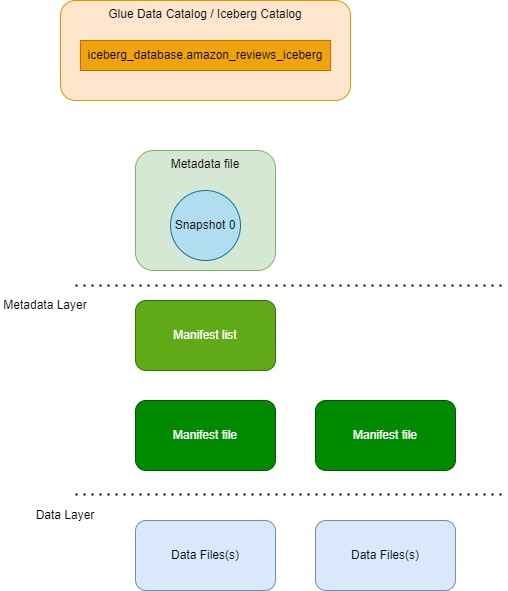 Glue Data Catalog / Iceberg Catalog
iceberg_database.amazon_reviews_iceberg
Metadata file
Snapshot 0
Metadata Layer
Manifest list
Manifest file
Manifest file
Data Layer
Data Files(s)
Data Files(s)